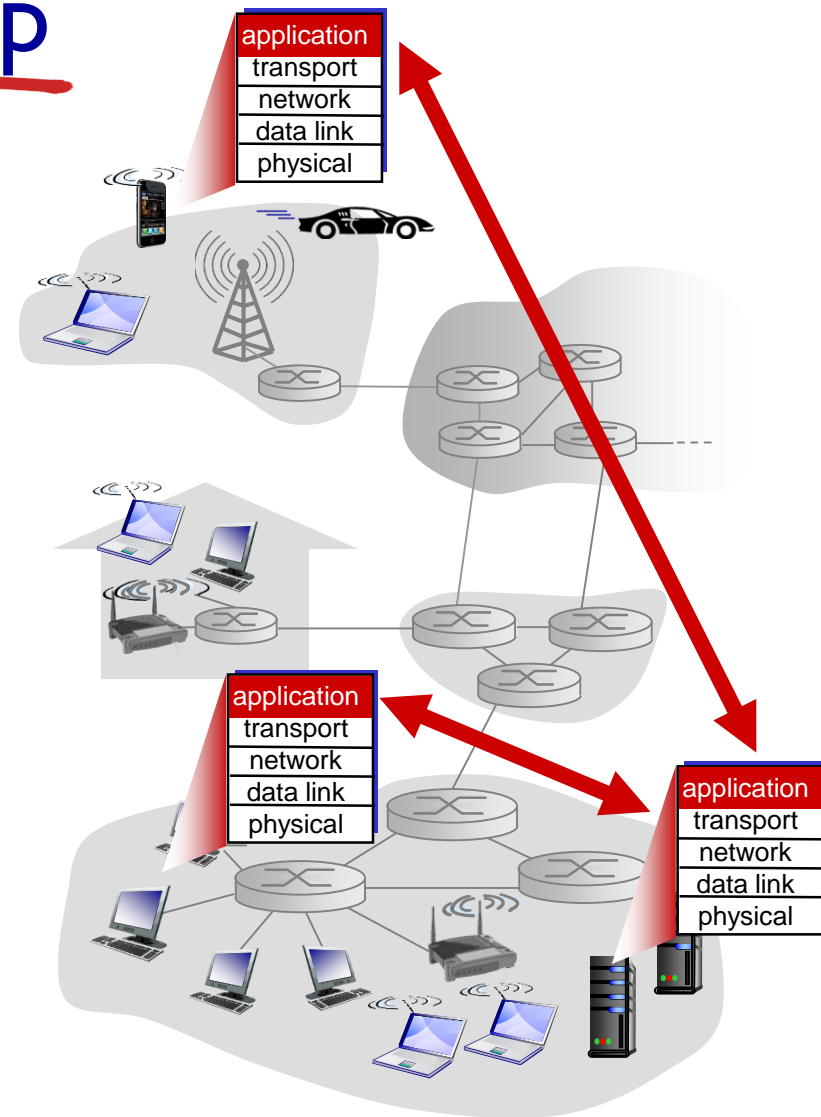 p
application
transport
network
data link
physical
application
transport
network
data link
physical
application
transport
network
data link
physical